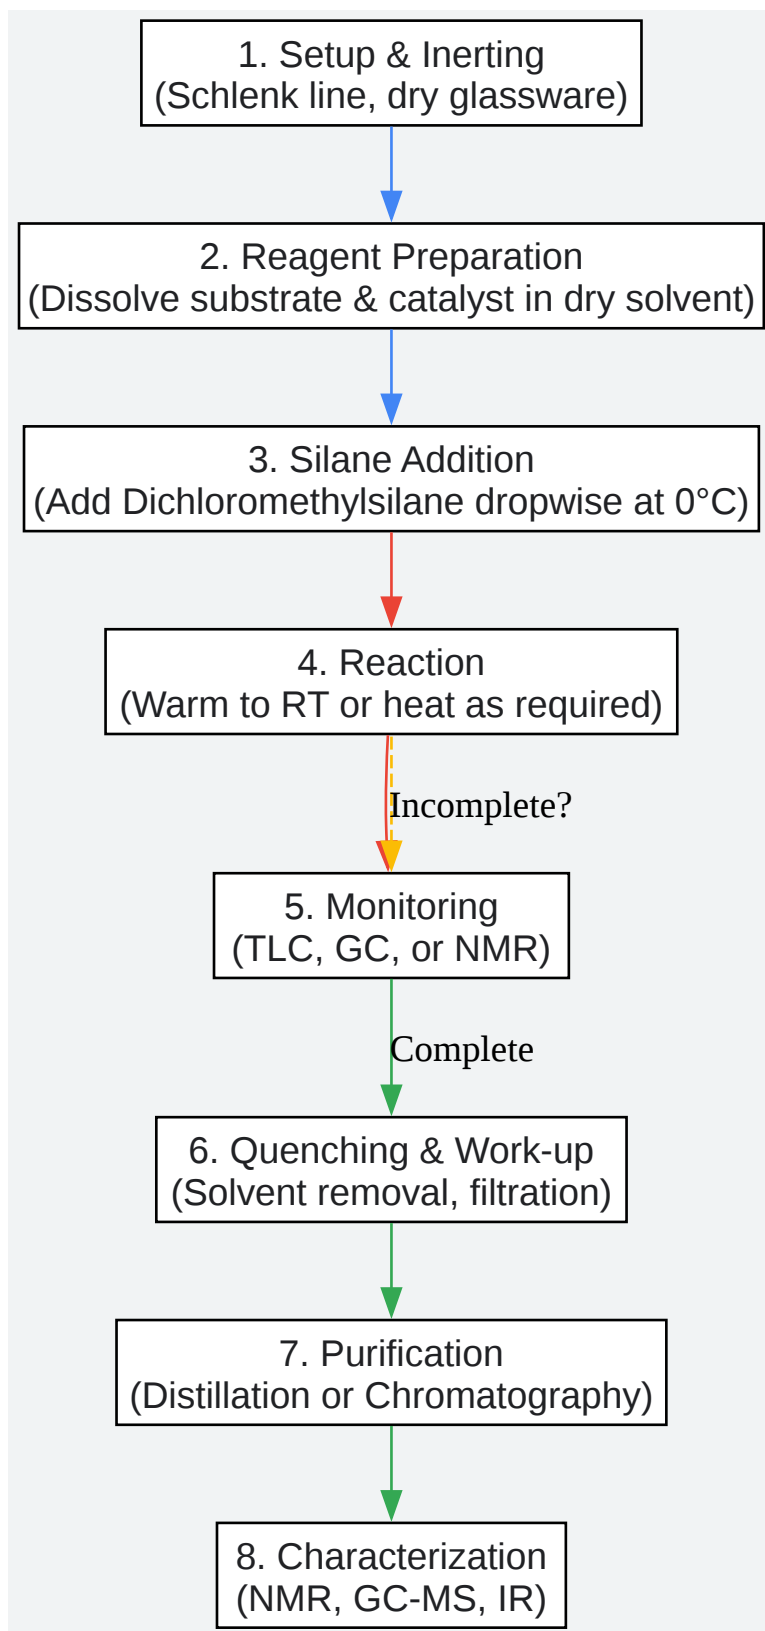 1. Setup & Inerting
(Schlenk line, dry glassware)
2. Reagent Preparation
(Dissolve substrate & catalyst in dry solvent)
3. Silane Addition
(Add Dichloromethylsilane dropwise at 0°C)
4. Reaction
(Warm to RT or heat as required)
Incomplete?
5. Monitoring
(TLC, GC, or NMR)
Complete
6. Quenching & Work-up
(Solvent removal, filtration)
7. Purification
(Distillation or Chromatography)
8. Characterization
(NMR, GC-MS, IR)